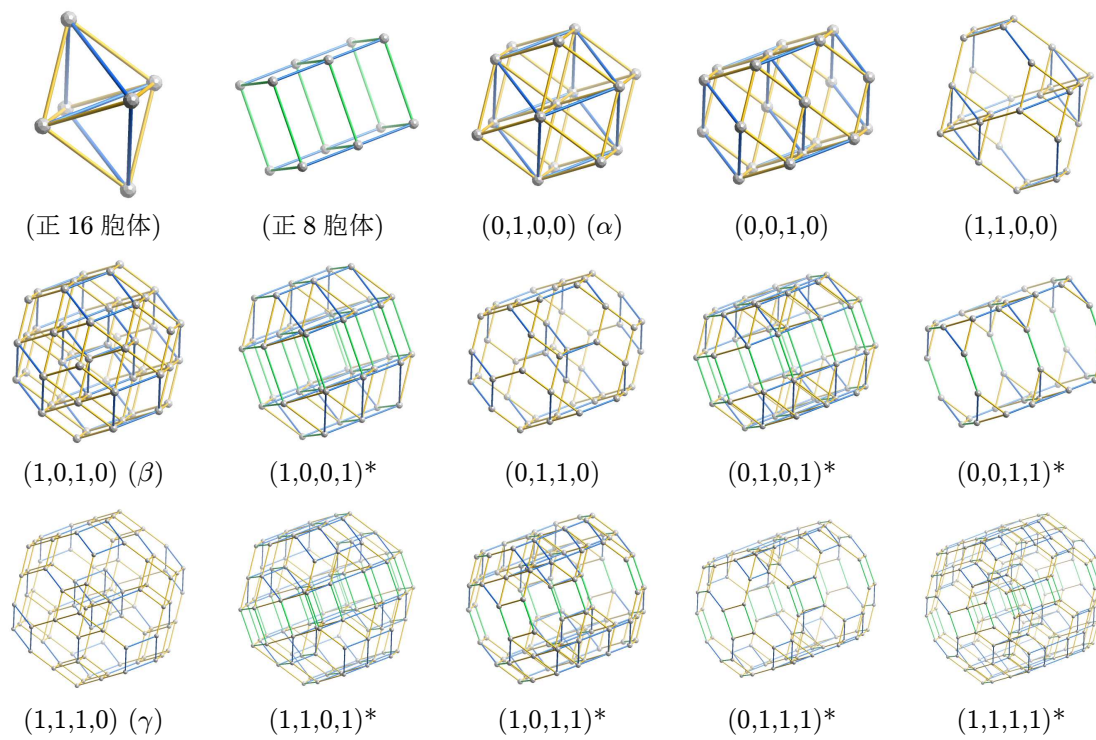 (正 16 胞体) (正 8 胞体) (0,1,0,0) (α) (0,0,1,0) (1,1,0,0)
(1,0,1,0) (β) (1,0,0,1)* (0,1,1,0) (0,1,0,1)* (0,0,1,1)*
(1,1,1,0) (γ) (1,1,0,1)* (1,0,1,1)* (0,1,1,1)* (1,1,1,1)*